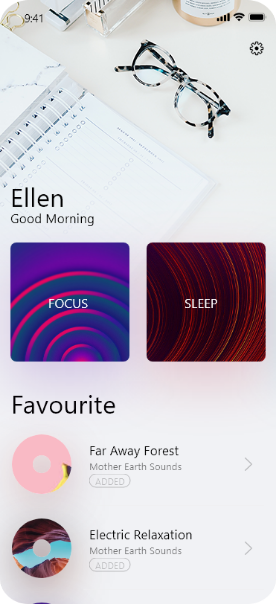 9:41
Ellen
Good Morning
FOCUS
SLEEP
Favourite
Far Away Forest
Mother Earth Sounds
ADDED
Electric Relaxation
Mother Earth Sounds
ADDED